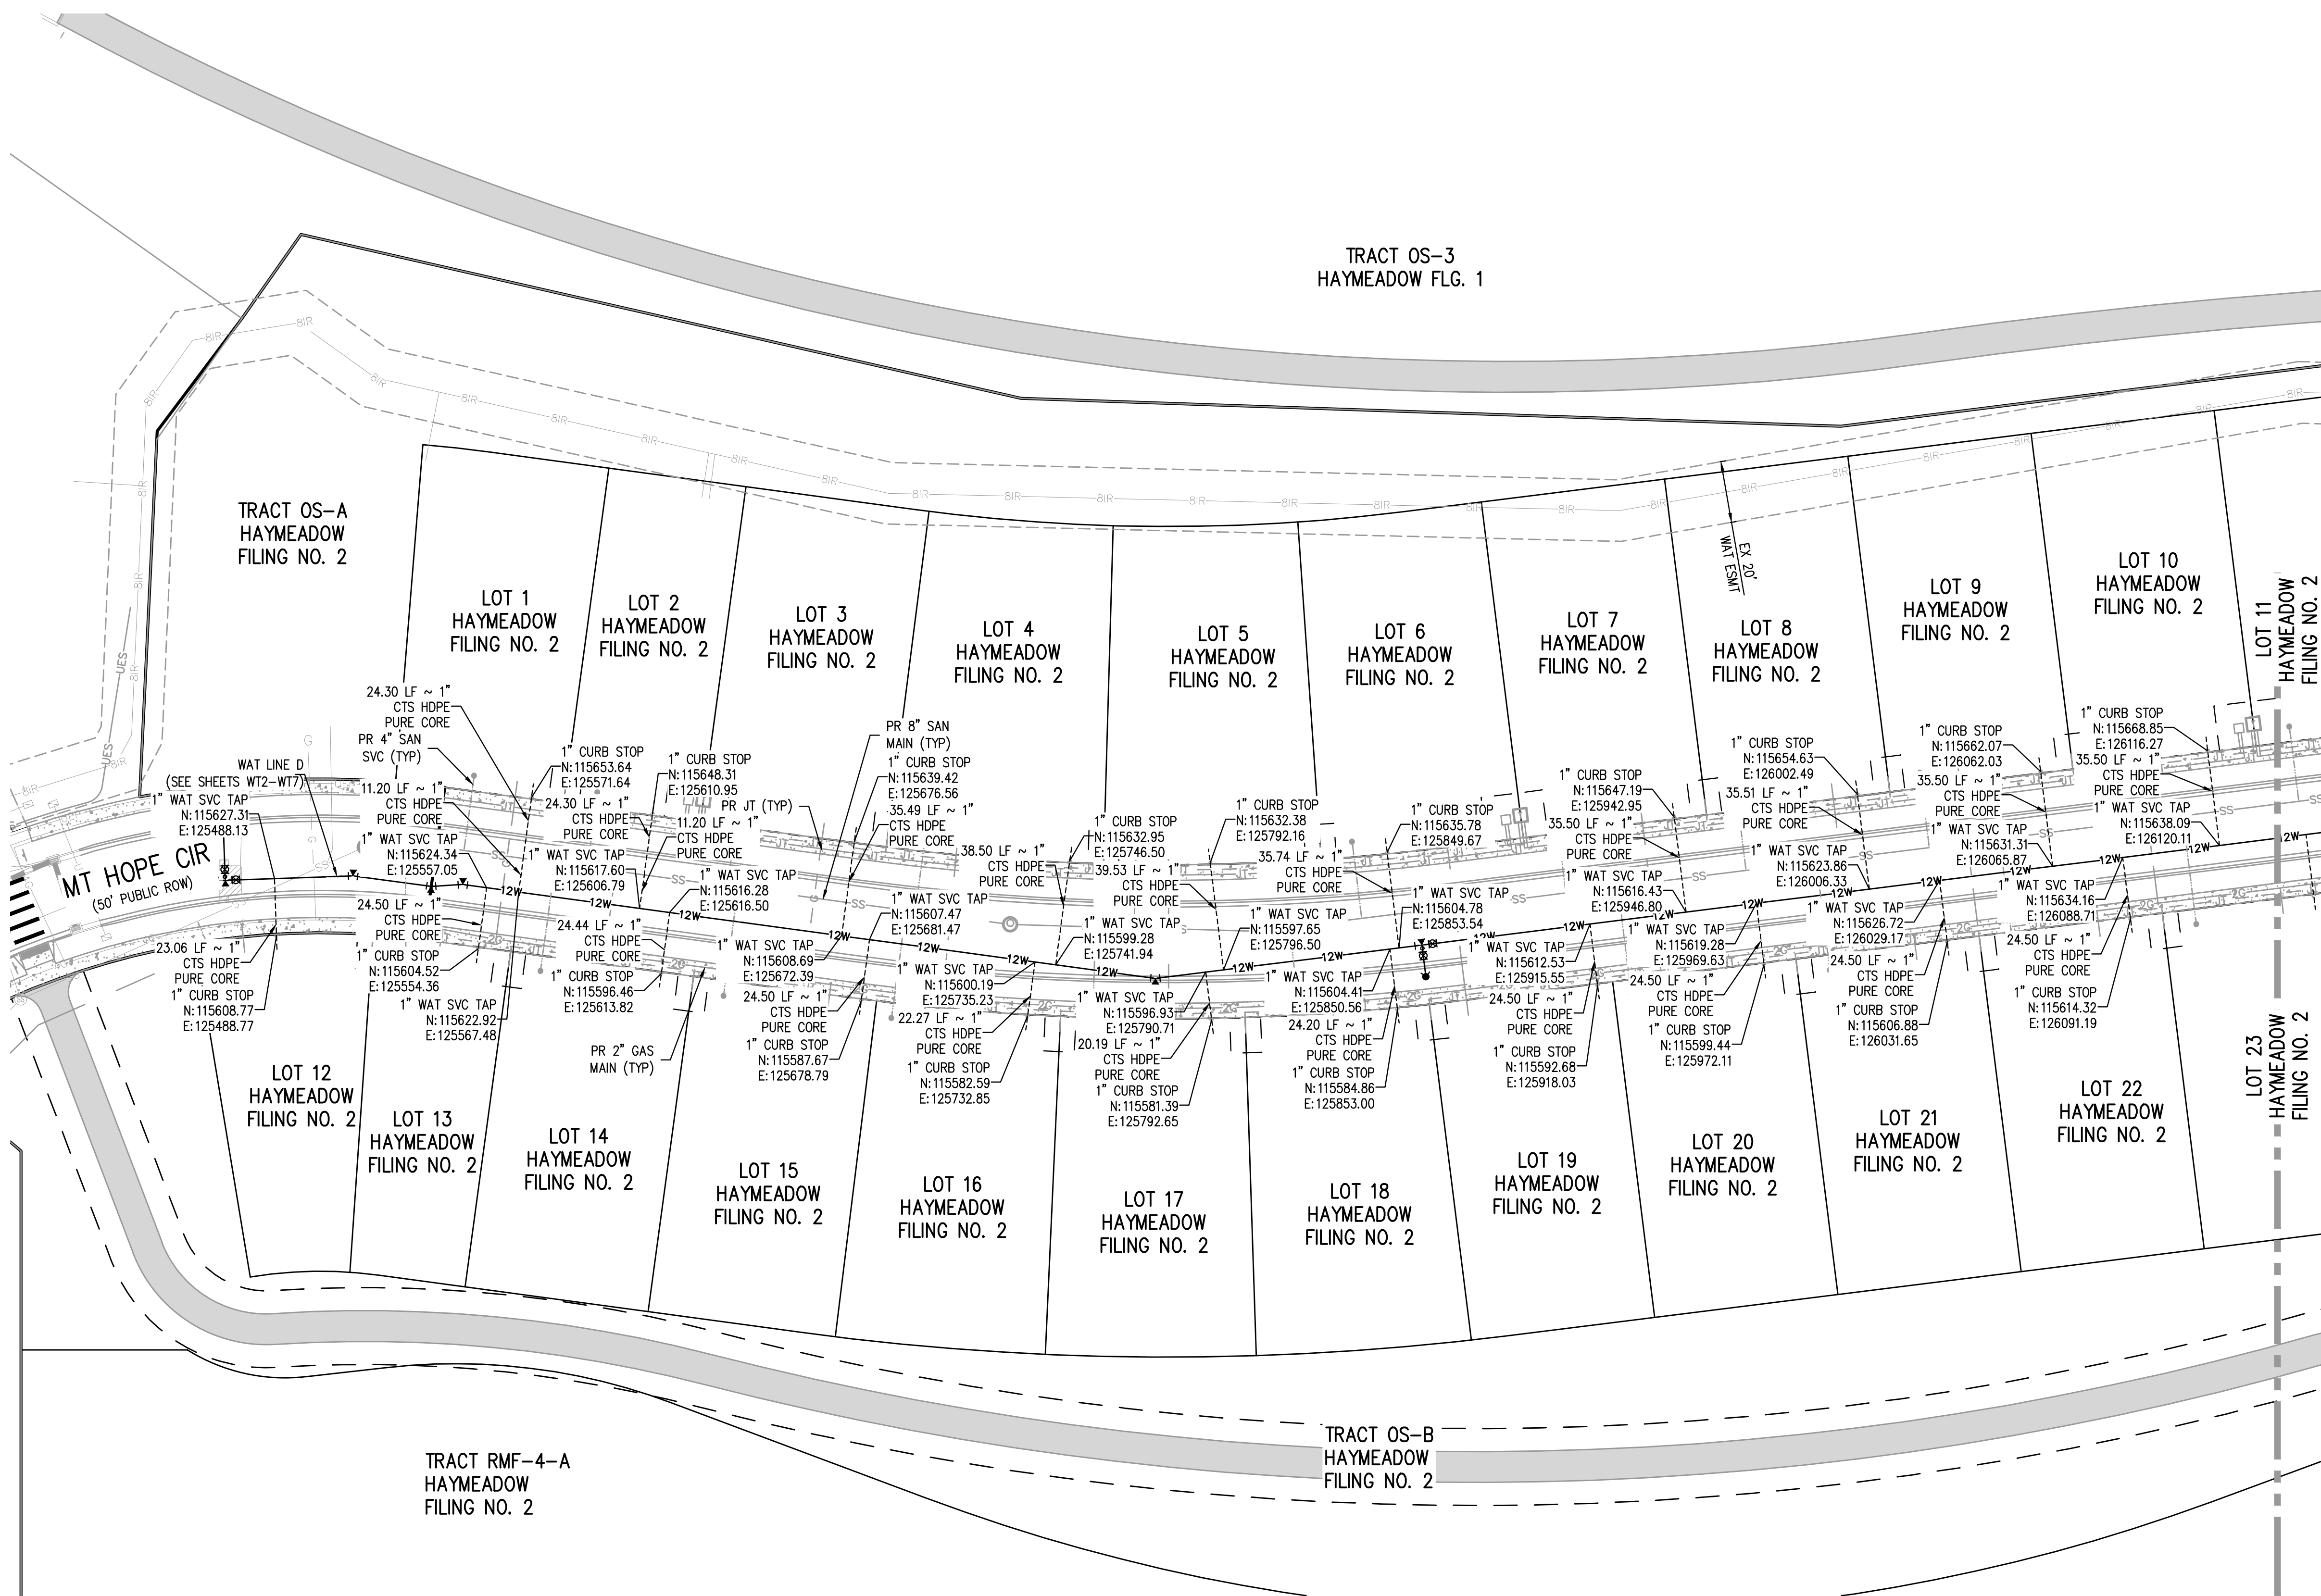 TRACT OS-3
HAYMEADOW FLG. 1
TRACT OS-A
HAYMEADOW
FILING NO. 2
LOT 1
HAYMEADOW
FILING NO. 2
LOT 2
HAYMEADOW
FILING NO. 2
LOT 3
HAYMEADOW
FILING NO. 2
LOT 4
HAYMEADOW
FILING NO. 2
LOT 5
HAYMEADOW
FILING NO. 2
LOT 6
HAYMEADOW
FILING NO. 2
LOT 7
HAYMEADOW
FILING NO. 2
EX 20'
WAT ESMT
LOT 8
HAYMEADOW
FILING NO. 2
LOT 9
HAYMEADOW
FILING NO. 2
LOT 10
HAYMEADOW
FILING NO. 2
LOT 11
HAYMEADOW
FILING NO. 2
24.30 LF ~ 1"
CTS HDPE
PURE CORE
PR 4" SAN
SVC (TYP)
WAT LINE D
(SEE SHEETS WT2-WT7)
1" WAT SVC TAP
N:115627.31
E:125488.13
MT HOPE CIR
(50' PUBLIC ROW)
11.20 LF ~ 1"
CTS HDPE
PURE CORE
1" WAT SVC TAP
N:115624.34
E:125557.05
1" CURB STOP
N:115653.64
E:125571.64
24.30 LF ~ 1"
CTS HDPE
PURE CORE
1" WAT SVC TAP
N:115617.60
E:125606.79
1" CURB STOP
N:115648.31
E:125610.95
PR JT (TYP)
11.20 LF ~ 1"
CTS HDPE
PURE CORE
1" WAT SVC TAP
N:115616.28
E:125616.50
PR 8" SAN
MAIN (TYP)
1" CURB STOP
N:115639.42
E:125676.56
35.49 LF ~ 1"
CTS HDPE
PURE CORE
1" WAT SVC TAP
N:115607.47
E:125681.47
38.50 LF ~ 1"
CTS HDPE
PURE CORE
1" CURB STOP
N:115632.95
E:125746.50
39.53 LF ~ 1"
CTS HDPE
PURE CORE
1" WAT SVC TAP
N:115599.28
E:125741.94
1" CURB STOP
N:115632.38
E:125792.16
35.74 LF ~ 1"
CTS HDPE
PURE CORE
1" WAT SVC TAP
N:115597.65
E:125796.50
1" CURB STOP
N:115635.78
E:125849.67
1" WAT SVC TAP
N:115604.78
E:125853.54
1" CURB STOP
N:115647.19
E:125942.95
35.50 LF ~ 1"
CTS HDPE
PURE CORE
1" WAT SVC TAP
N:115616.43
E:125946.80
1" CURB STOP
N:115654.63
E:126002.49
35.51 LF ~ 1"
CTS HDPE
PURE CORE
1" WAT SVC TAP
N:115623.86
E:126006.33
1" CURB STOP
N:115662.07
E:126062.03
35.50 LF ~ 1"
CTS HDPE
PURE CORE
1" WAT SVC TAP
N:115631.31
E:126065.87
1" CURB STOP
N:115668.85
E:126116.27
35.50 LF ~ 1"
CTS HDPE
PURE CORE
1" WAT SVC TAP
N:115638.09
E:126120.11
23.06 LF ~ 1"
CTS HDPE
PURE CORE
1" CURB STOP
N:115608.77
E:125488.77
24.50 LF ~ 1"
CTS HDPE
PURE CORE
1" CURB STOP
N:115604.52
E:125554.36
1" WAT SVC TAP
N:115622.92
E:125567.48
24.44 LF ~ 1"
CTS HDPE
PURE CORE
1" CURB STOP
N:115596.46
E:125613.82
PR 2" GAS
MAIN (TYP)
1" WAT SVC TAP
N:115608.69
E:125672.39
24.50 LF ~ 1"
CTS HDPE
PURE CORE
1" CURB STOP
N:115587.67
E:125678.79
1" WAT SVC TAP
N:115600.19
E:125735.23
22.27 LF ~ 1"
CTS HDPE
PURE CORE
1" CURB STOP
N:115582.59
E:125732.85
1" WAT SVC TAP
N:115596.93
E:125790.71
20.19 LF ~ 1"
CTS HDPE
PURE CORE
1" CURB STOP
N:115581.39
E:125792.65
1" WAT SVC TAP
N:115604.41
E:125850.56
24.20 LF ~ 1"
CTS HDPE
PURE CORE
1" CURB STOP
N:115584.86
E:125853.00
1" WAT SVC TAP
N:115612.53
E:125915.55
24.50 LF ~ 1"
CTS HDPE
PURE CORE
1" CURB STOP
N:115592.68
E:125918.03
1" WAT SVC TAP
N:115619.28
E:125969.63
24.50 LF ~ 1"
CTS HDPE
PURE CORE
1" CURB STOP
N:115599.44
E:125972.11
1" WAT SVC TAP
N:115626.72
E:126029.17
24.50 LF ~ 1"
CTS HDPE
PURE CORE
1" CURB STOP
N:115606.88
E:126031.65
1" WAT SVC TAP
N:115634.16
E:126088.71
24.50 LF ~ 1"
CTS HDPE
PURE CORE
1" CURB STOP
N:115614.32
E:126091.19
LOT 12
HAYMEADOW
FILING NO. 2
LOT 13
HAYMEADOW
FILING NO. 2
LOT 14
HAYMEADOW
FILING NO. 2
LOT 15
HAYMEADOW
FILING NO. 2
LOT 16
HAYMEADOW
FILING NO. 2
LOT 17
HAYMEADOW
FILING NO. 2
LOT 18
HAYMEADOW
FILING NO. 2
LOT 19
HAYMEADOW
FILING NO. 2
LOT 20
HAYMEADOW
FILING NO. 2
LOT 21
HAYMEADOW
FILING NO. 2
LOT 22
HAYMEADOW
FILING NO. 2
LOT 23
HAYMEADOW
FILING NO. 2
TRACT OS-B
HAYMEADOW
FILING NO. 2
TRACT RMF-4-A
HAYMEADOW
FILING NO. 2